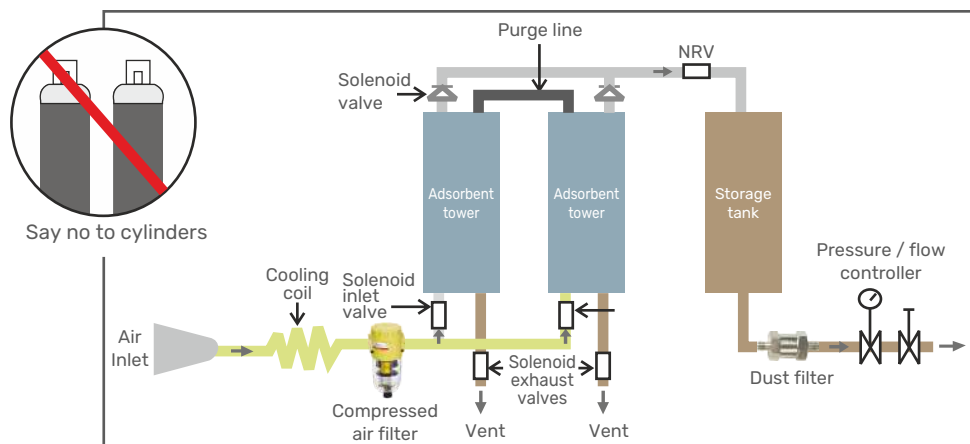 Purge line
NRV
Solenoid
valve
Adsorbent
tower
Adsorbent
tower
Storage
tank
Say no to cylinders
Pressure / flow
controller
Cooling
coil
Solenoid
inlet
valve
Air
Inlet
Compressed
air filter
Solenoid
exhaust
valves
Dust filter
Vent
Vent